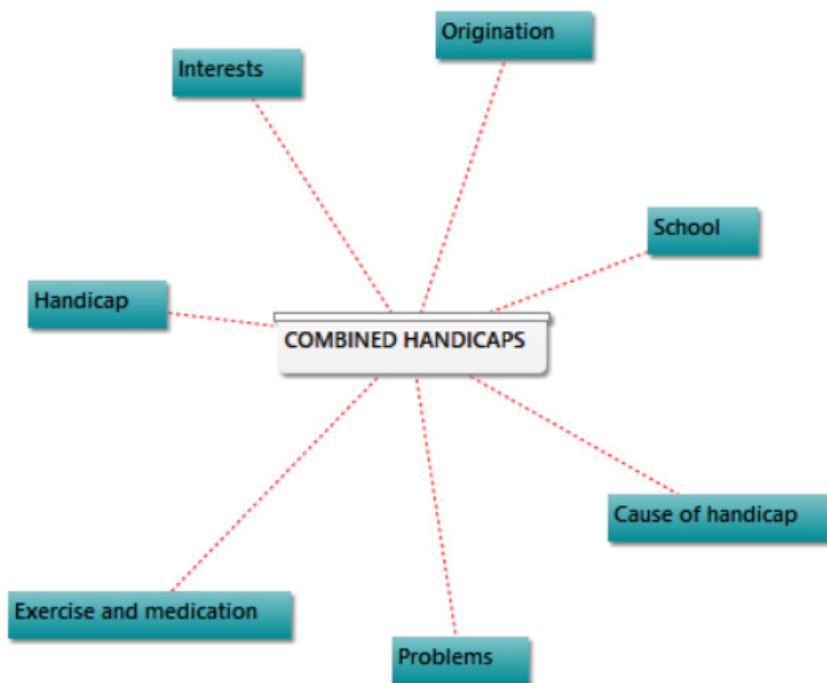 Origination
Interests
School
Handicap
COMBINED HANDICAPS
Cause of handicap
Exercise and medication
Problems